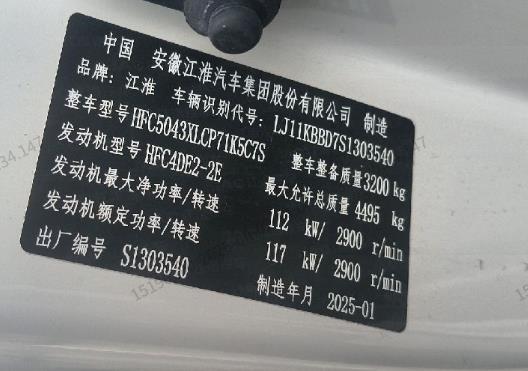 中国 安徽江淮汽车集团股份有限公司 制造
品牌: 江淮 车辆识别代号: LJ11KBBD7S1303540
整车型号 HFC5043XLCP71K5C7S 整车整备质量 3200 kg
发动机型号 HFC4DE2-2E 最大允许总质量 4495 kg
发动机最大净功率/转速 112 kW/ 2900 r/min
发动机额定功率/转速 117 kW/ 2900 r/min
出厂编号 S1303540 制造年月 2025-01